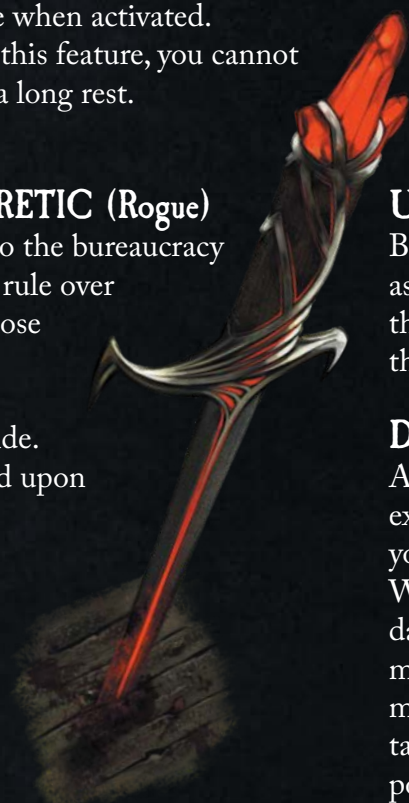 e when activated.
this feature, you cannot
a long rest.
RETIC (Rogue)
o the bureaucracy
rule over
ose
de.
d upon
U
B
as
th
th
D
A
ex
yo
W
da
m
m
ta
po